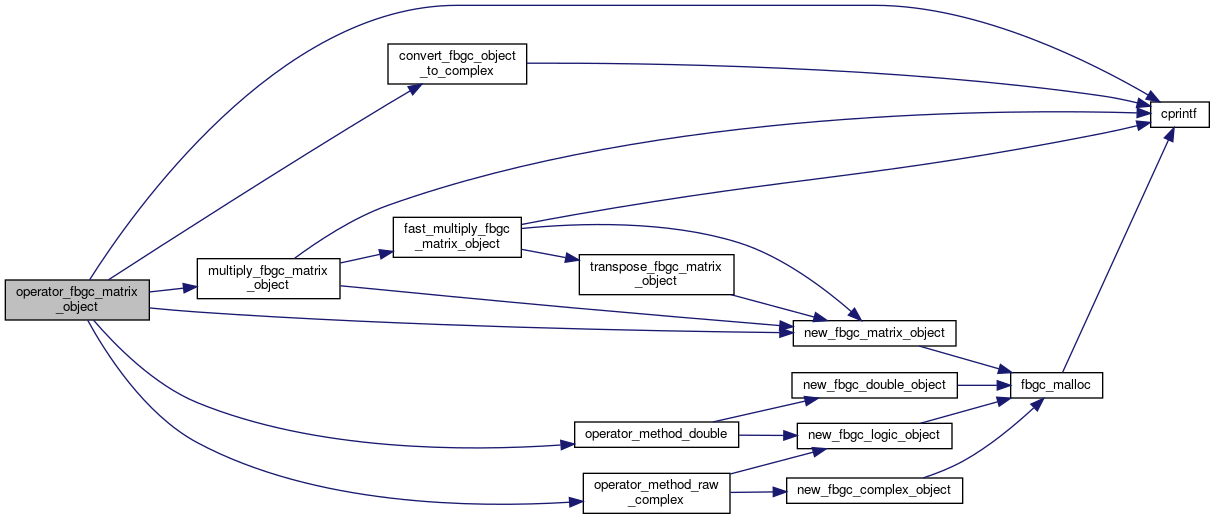 operator_fbgc_matrix
_object
convert_fbgc_object
_to_complex
cprintf
multiply_fbgc_matrix
_object
fast_multiply_fbgc
_matrix_object
transpose_fbgc_matrix
_object
new_fbgc_matrix_object
fbgc_malloc
new_fbgc_double_object
operator_method_double
new_fbgc_logic_object
operator_method_raw
_complex
new_fbgc_complex_object